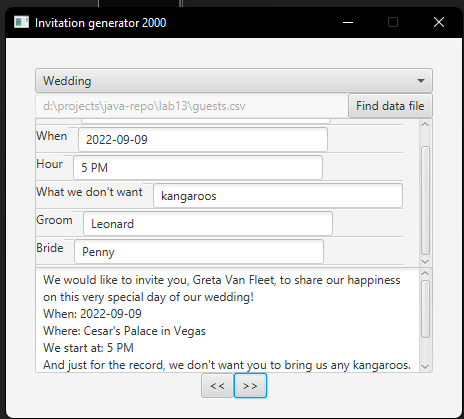 Invitation generator 2000
Wedding
d:\projects\java-repo\lab13\guests.csv Find data file
When 2022-09-09
Hour 5 PM
What we don't want kangaroos
Groom Leonard
Bride Penny
We would like to invite you, Greta Van Fleet, to share our happiness
on this very special day of our wedding!
When: 2022-09-09
Where: Cesar's Palace in Vegas
We start at: 5 PM
And just for the record, we don't want you to bring us any kangaroos.
<< >>